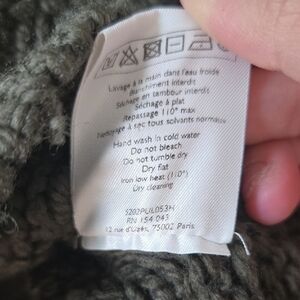 Lavage à la main dans l'eau froide
Blanchiment interdit
Séchage en tambour interdit
Séchage à plat
Repassage 110° max
Nettoyage à sec tous solvants normaux
Hand wash in cold water
Do not bleach
Do not tumble dry
Dry flat
Iron low heat (110°)
Dry cleaning
S202PUL053H
RN 154 045
12 rue d'Uzès, 75002 Paris